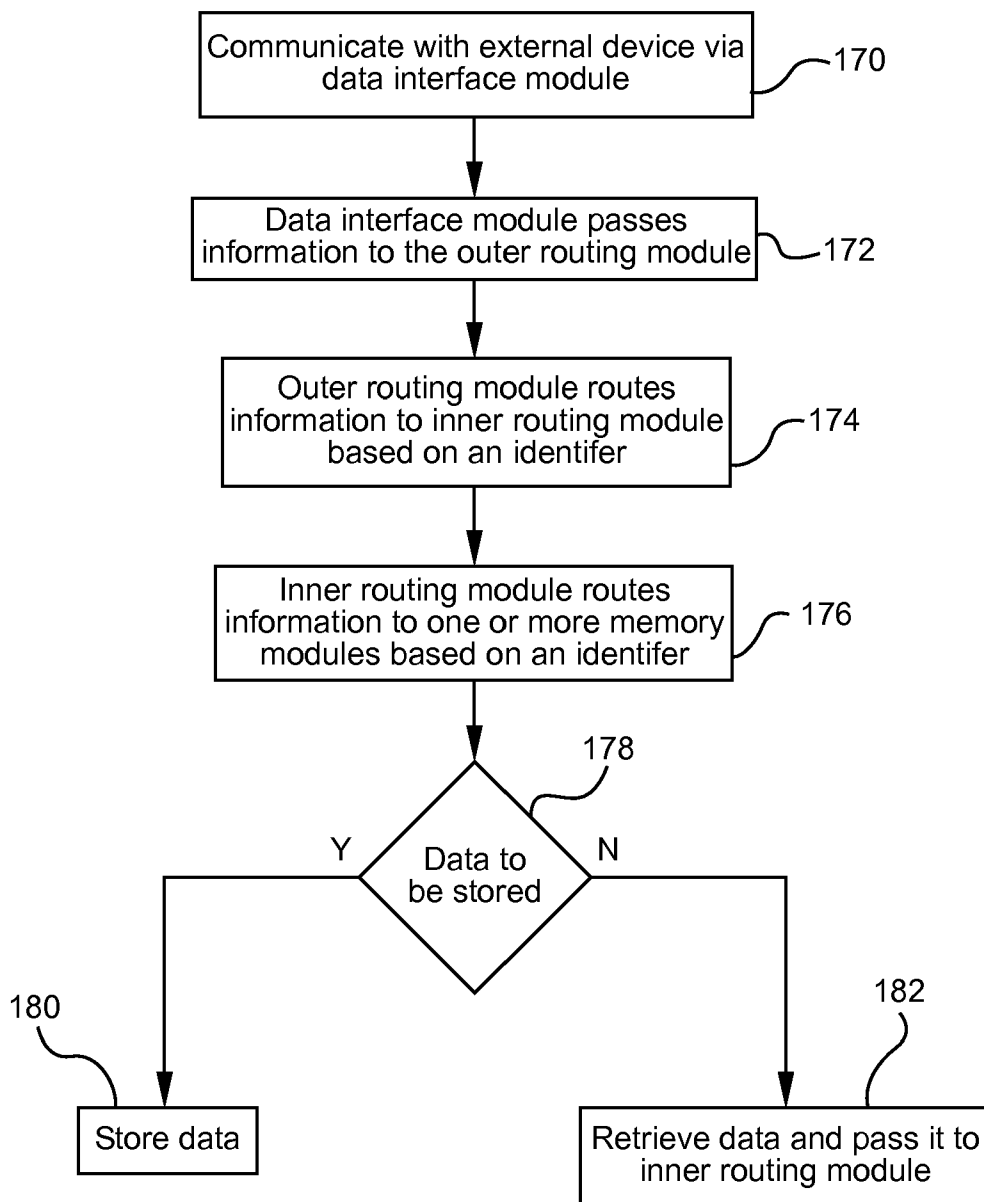 Communicate with external device via
data interface module
170
Data interface module passes
information to the outer routing module
172
Outer routing module routes
information to inner routing module
based on an identifer
174
Inner routing module routes
information to one or more memory
modules based on an identifer
176
178
Y
Data to
be stored
N
180
Store data
182
Retrieve data and pass it to
inner routing module